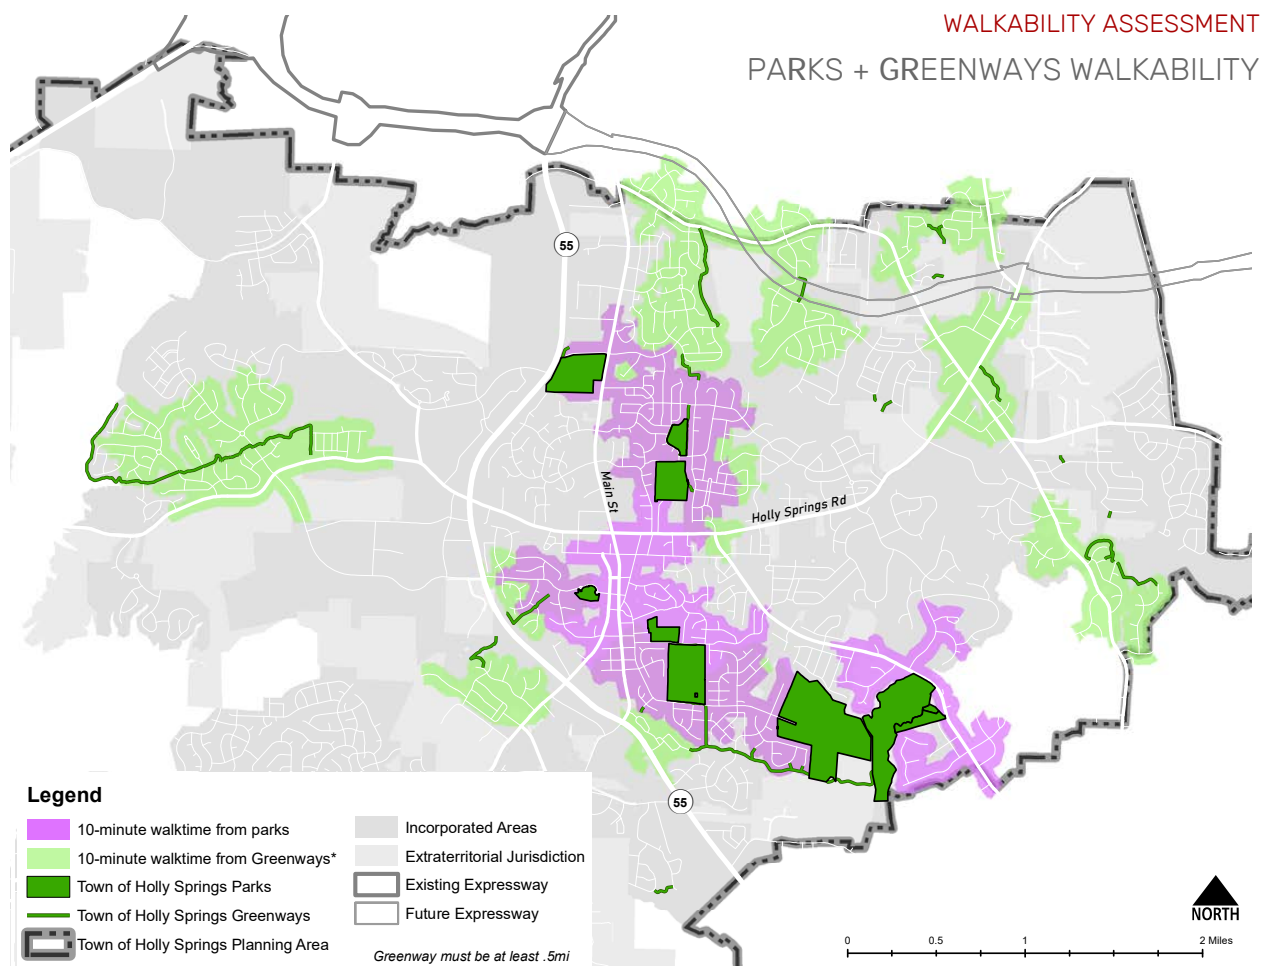 WALKABILITY ASSESSMENT
PARKS + GREENWAYS WALKABILITY
55
Main St
Holly Springs Rd
55
Legend
10-minute walktime from parks
10-minute walktime from Greenways*
Town of Holly Springs Parks
Town of Holly Springs Greenways
Town of Holly Springs Planning Area
Incorporated Areas
Extraterritorial Jurisdiction
Existing Expressway
Future Expressway
Greenway must be at least .5mi
NORTH
0 0.5 1 2 Miles